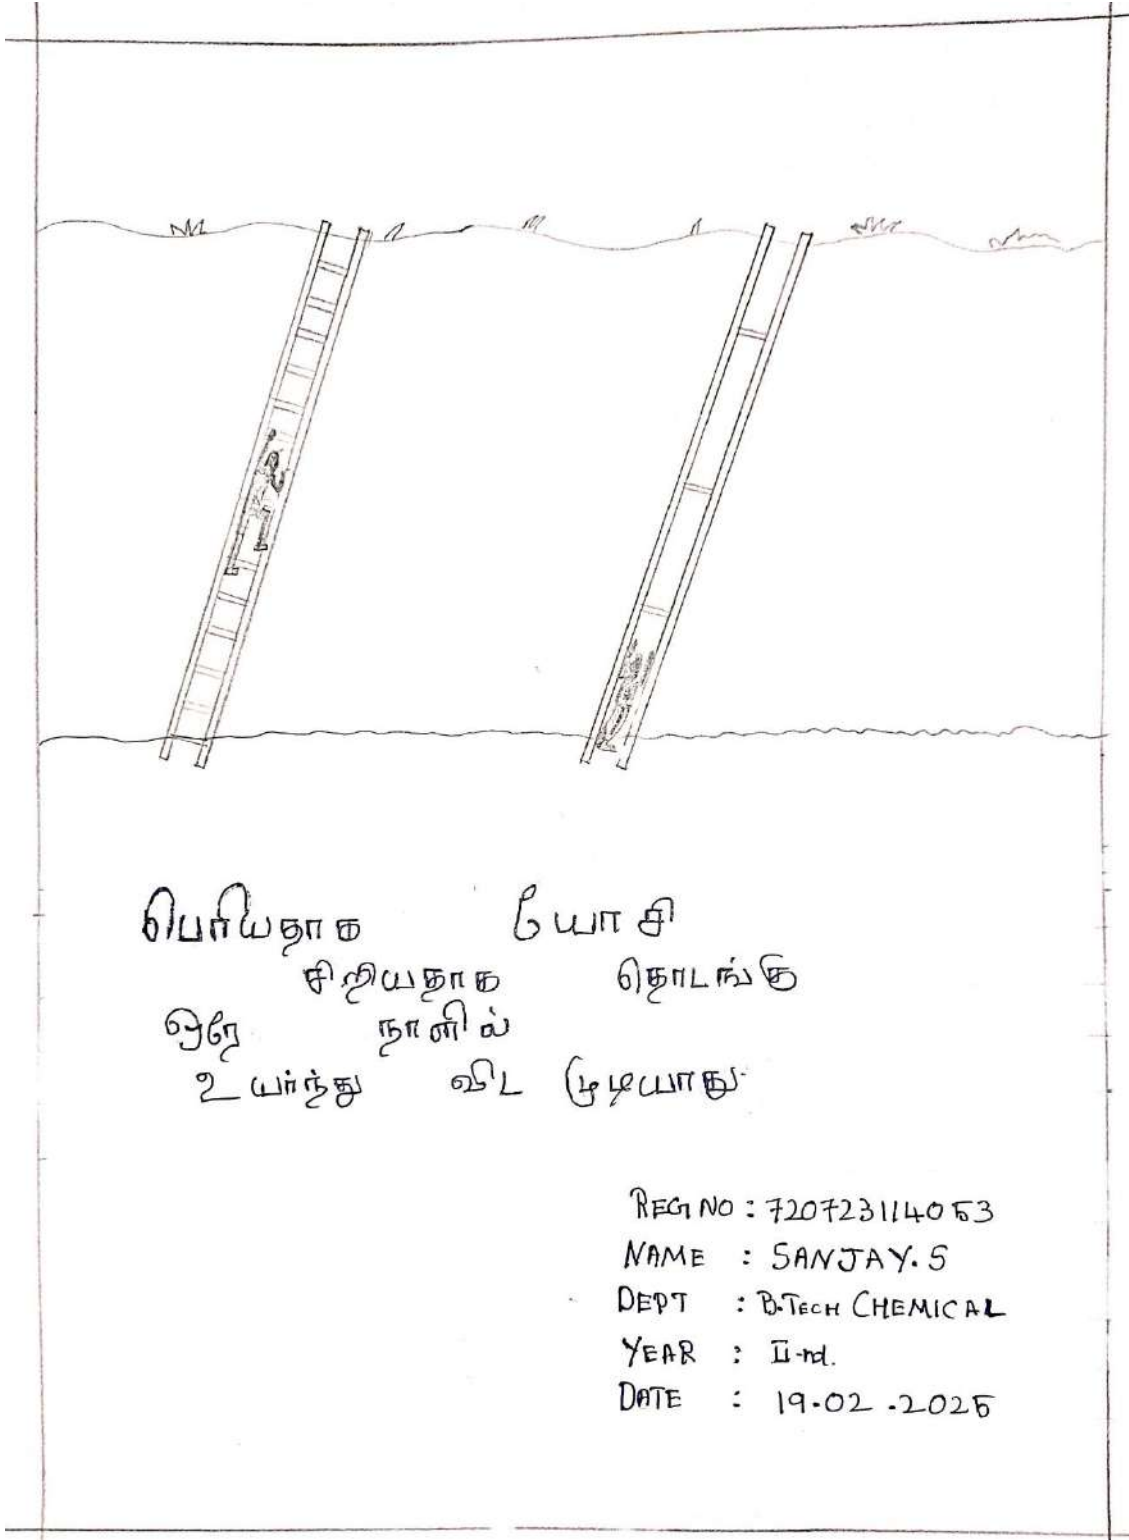 பெரியதாக யோசி
சிறியதாக தொடங்கு
ஒரே நாளில்
உயர்ந்து விட முடியாது.
REG NO : 720723114053
NAME : SANJAY. S
DEPT : B.TECH CHEMICAL
YEAR : II-nd.
DATE : 19.02.2025